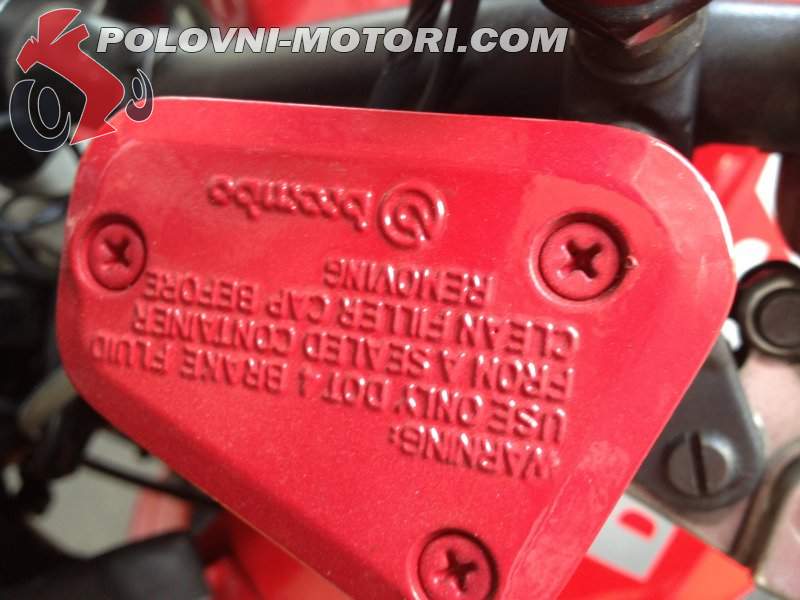 POLOVNI-MOTORI.COM
WARNING:
USE ONLY DOT 4 BRAKE FLUID
FROM A SEALED CONTAINER
CLEAN FILLER CAP BEFORE
REMOVING
brembo
D